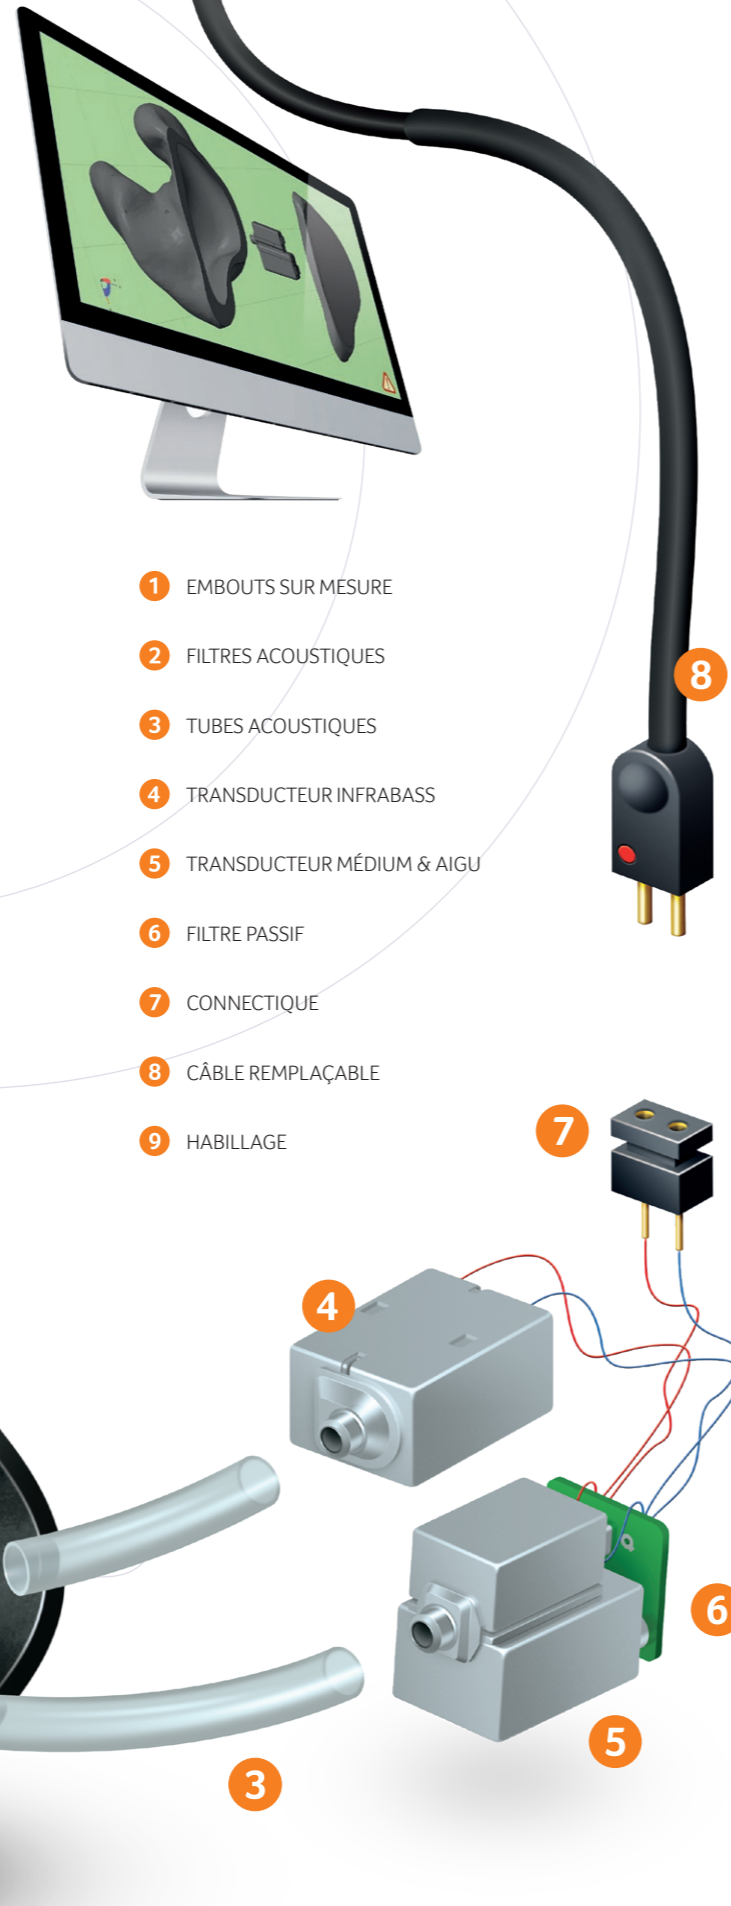 1 EMBOUTS SUR MESURE
2 FILTRES ACOUSTIQUES
8
3 TUBES ACOUSTIQUES
4 TRANSDUCTEUR INFRABASS
5 TRANSDUCTEUR MÉDIUM & AIGU
6 FILTRE PASSIF
7 CONNECTIQUE
8 CÂBLE REMPLAÇABLE
9 HABILLAGE
7
4
Q
6
5
3